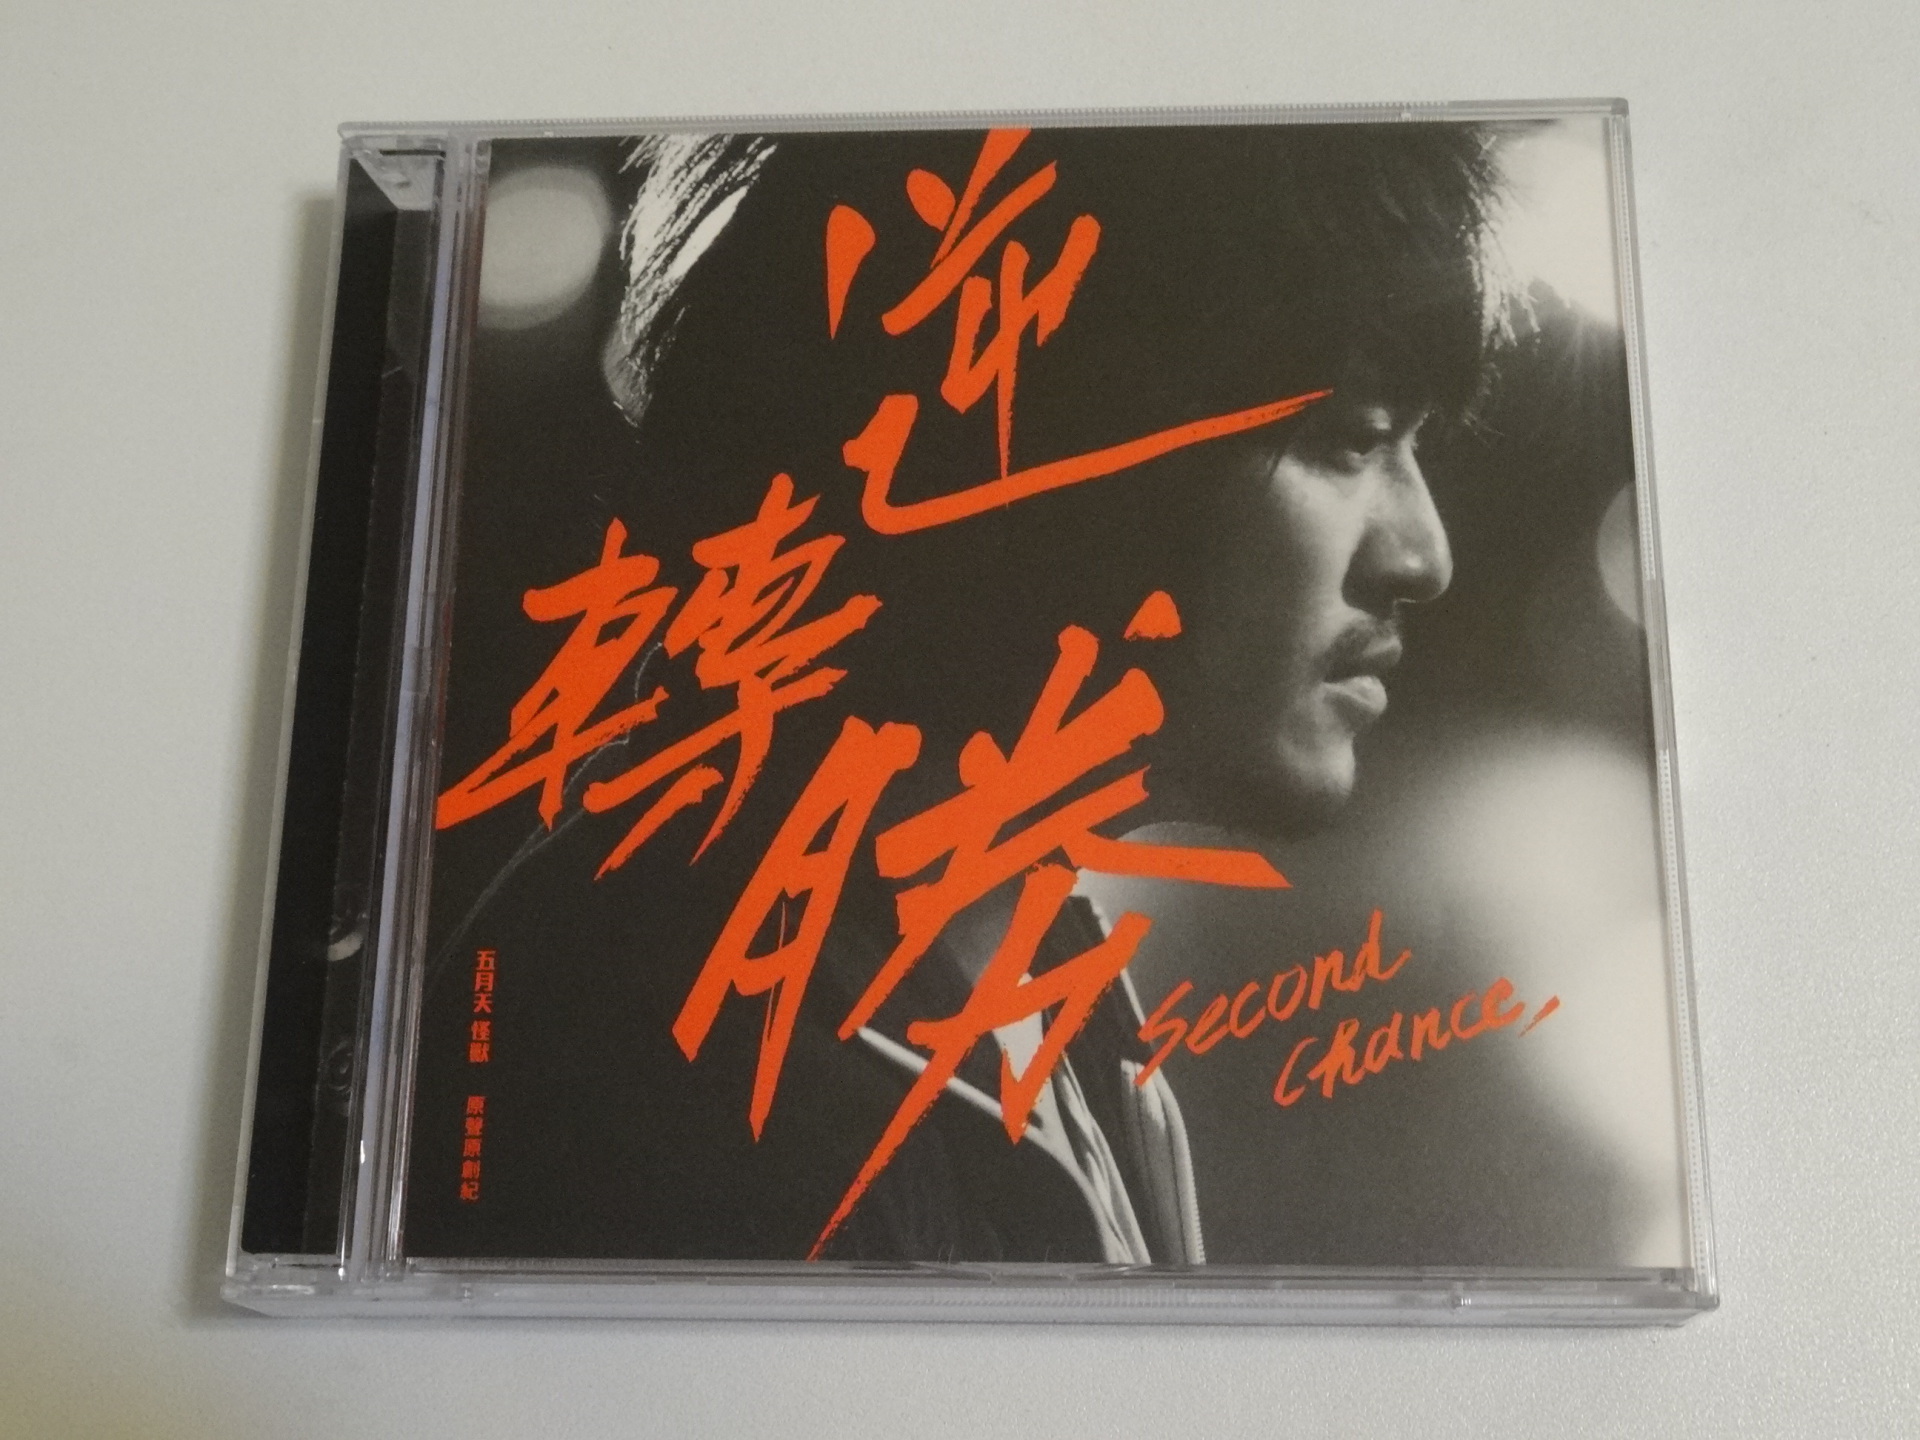 逆
轉
勝
Second
Chance,
五月天 怪獸 原聲原創紀